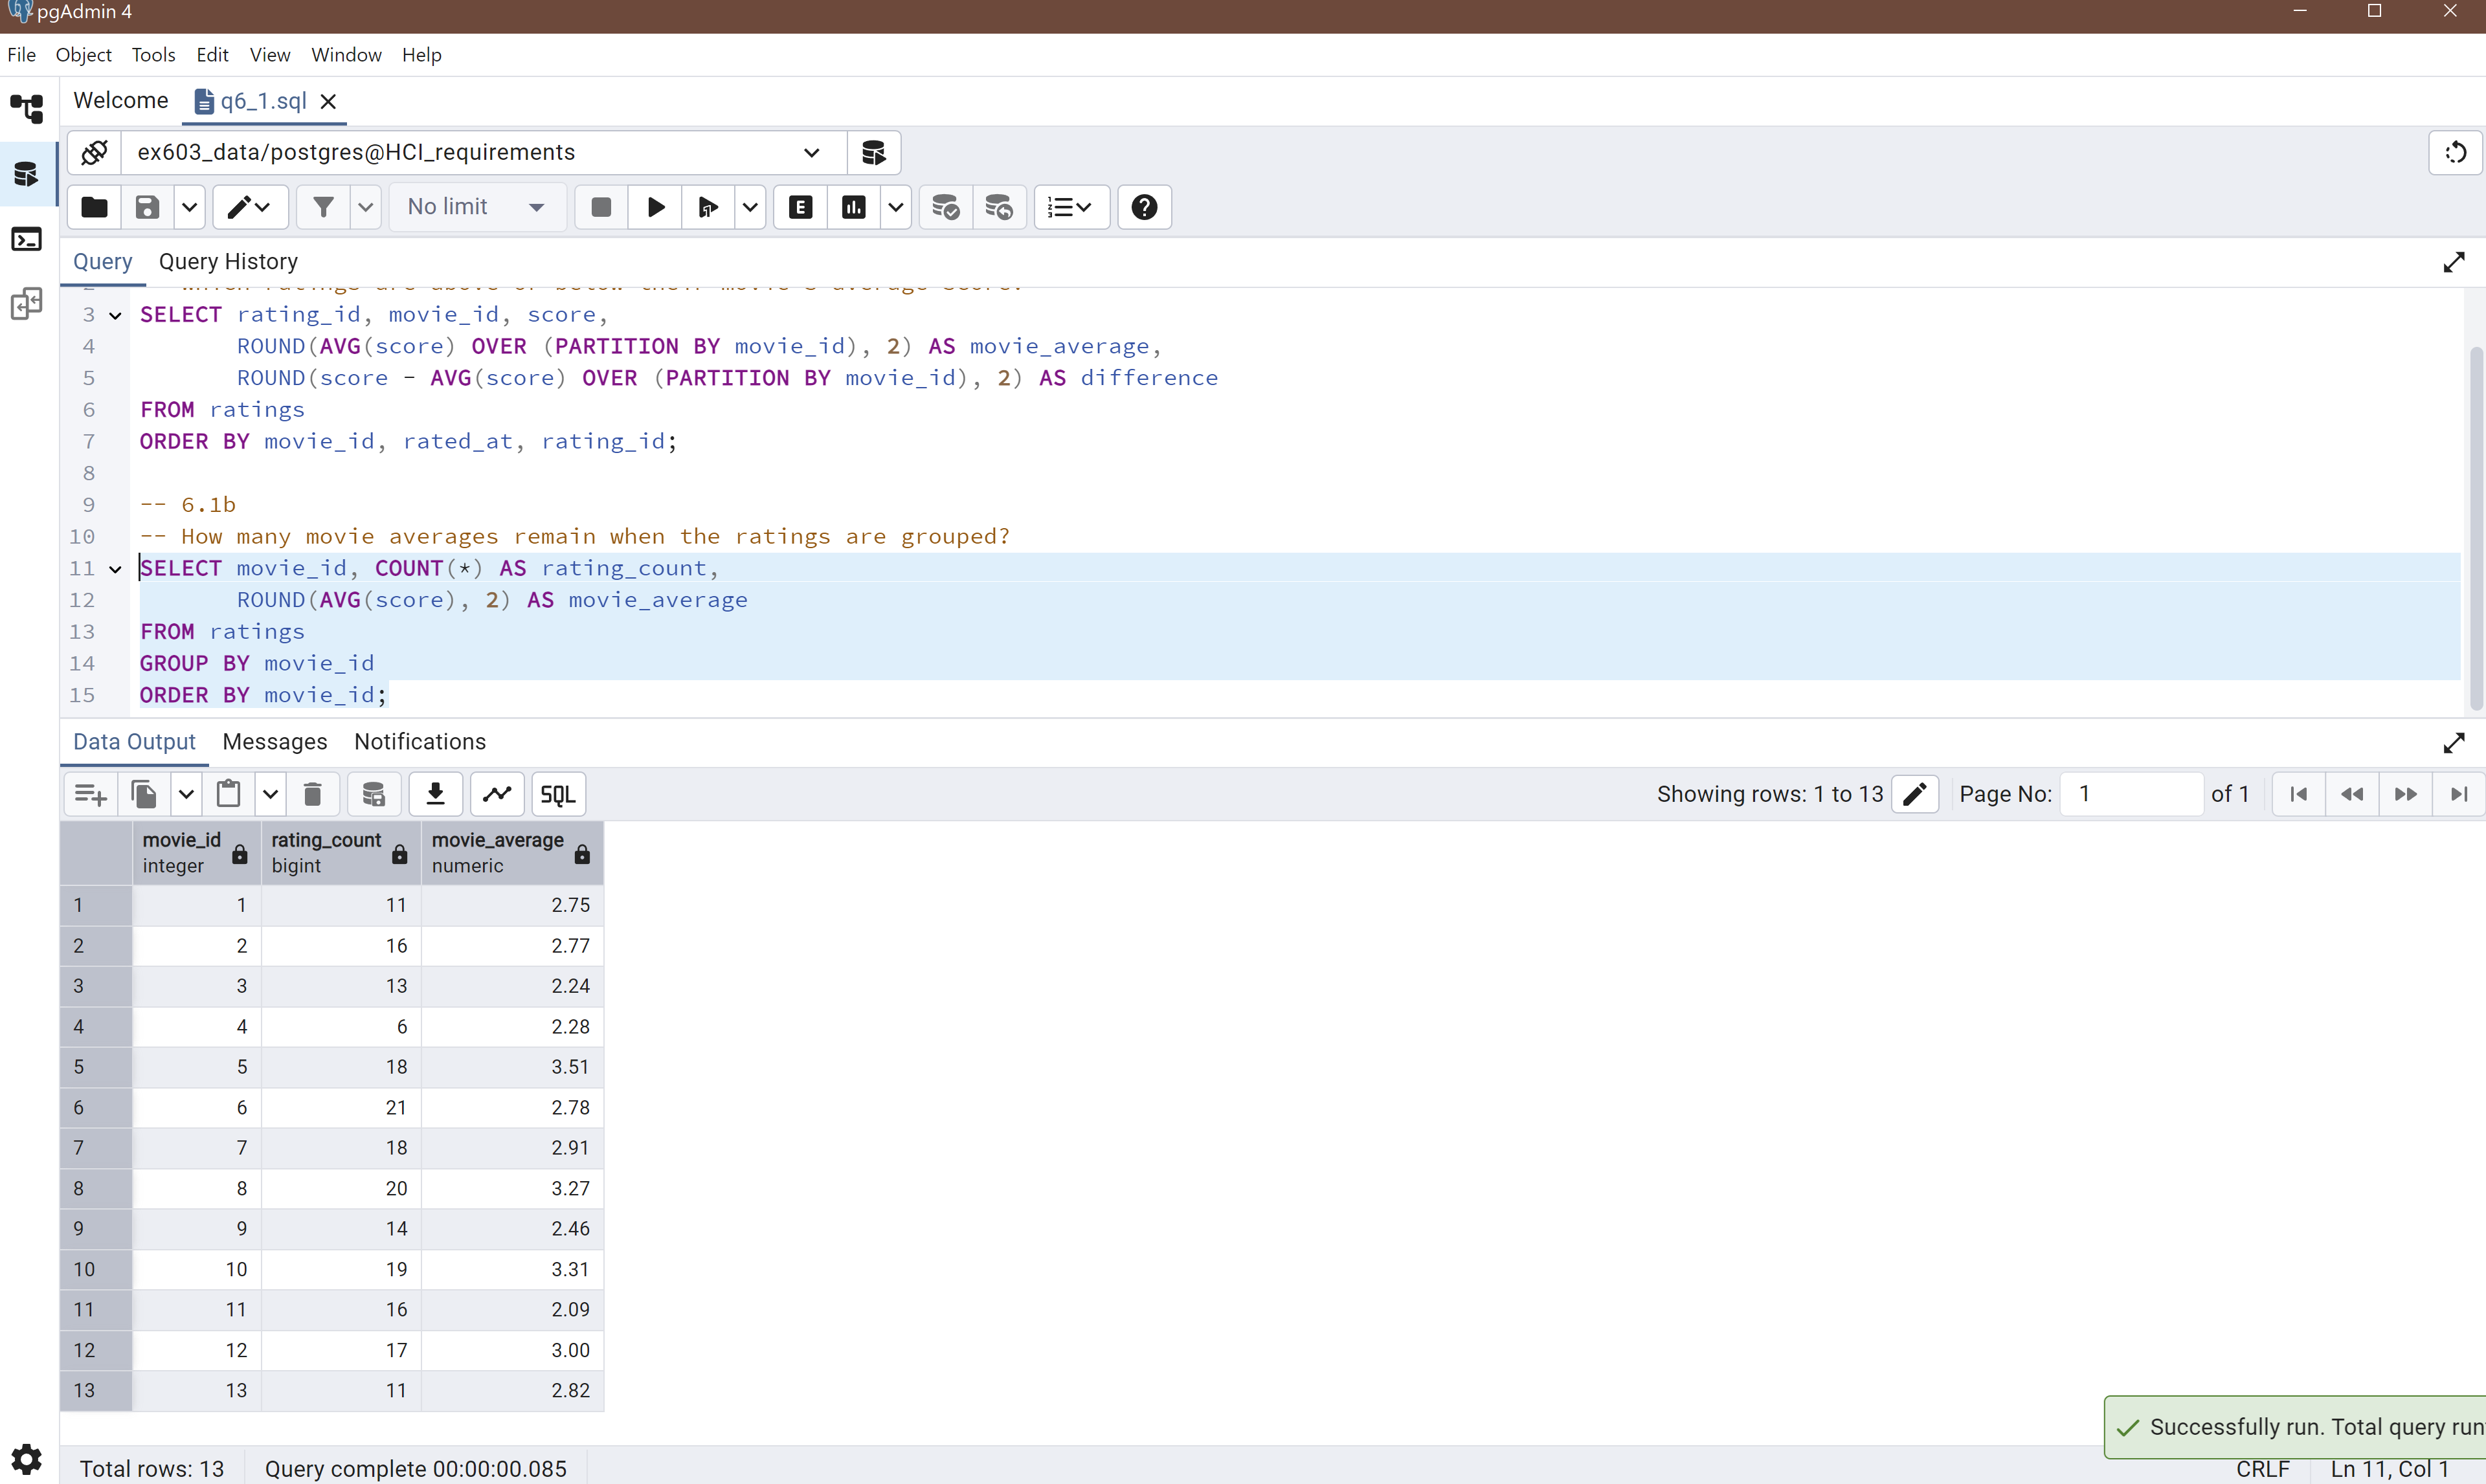 pgAdmin 4
File Object Tools Edit View Window Help
Welcome q6_1.sql
ex603_data/postgres@HCI_requirements
No limit
Query Query History
3 SELECT rating_id, movie_id, score,
4 ROUND(AVG(score) OVER (PARTITION BY movie_id), 2) AS movie_average,
5 ROUND(score - AVG(score) OVER (PARTITION BY movie_id), 2) AS difference
6 FROM ratings
7 ORDER BY movie_id, rated_at, rating_id;
8
9 -- 6.1b
10 -- How many movie averages remain when the ratings are grouped?
11 SELECT movie_id, COUNT(*) AS rating_count,
12 ROUND(AVG(score), 2) AS movie_average
13 FROM ratings
14 GROUP BY movie_id
15 ORDER BY movie_id;
Data Output Messages Notifications
SQL Showing rows: 1 to 13 Page No: 1 of 1
movie_id rating_count movie_average
integer bigint numeric
1 1 11 2.75
2 2 16 2.77
3 3 13 2.24
4 4 6 2.28
5 5 18 3.51
6 6 21 2.78
7 7 18 2.91
8 8 20 3.27
9 9 14 2.46
10 10 19 3.31
11 11 16 2.09
12 12 17 3.00
13 13 11 2.82
Successfully run. Total query run
Total rows: 13 Query complete 00:00:00.085 CRLF Ln 11, Col 1